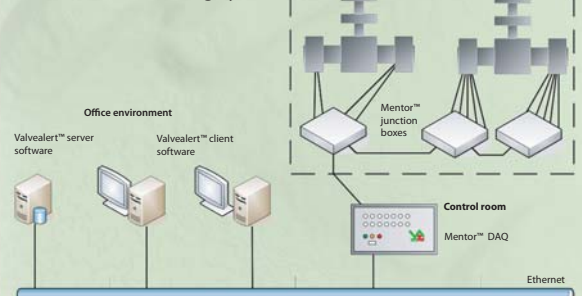 Mentor™
junction
boxes
Office environment
Valvealert™ server
software
Valvealert™ client
software
Control room
Mentor™ DAQ
Ethernet